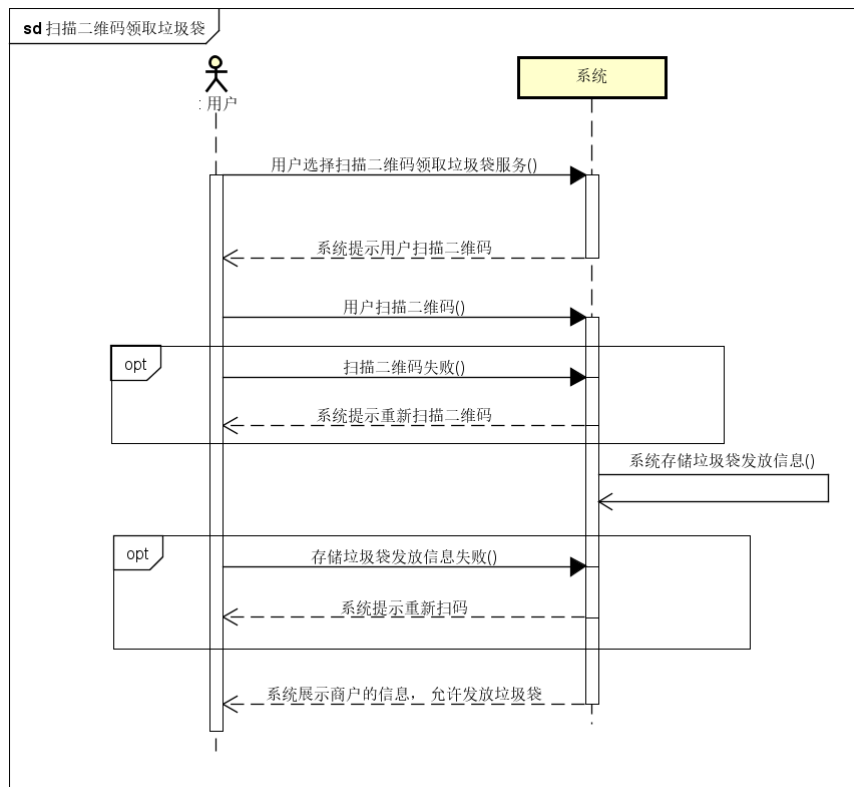 sd 扫描二维码领取垃圾袋
: 用户
系统
用户选择扫描二维码领取垃圾袋服务()
系统提示用户扫描二维码
用户扫描二维码()
opt
扫描二维码失败()
系统提示重新扫描二维码
系统存储垃圾袋发放信息()
opt
存储垃圾袋发放信息失败()
系统提示重新扫码
系统展示商户的信息， 允许发放垃圾袋